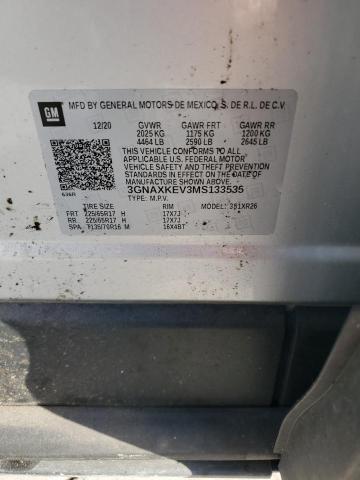 GM
MFD BY GENERAL MOTORS DE MEXICO, S. DE R.L. DE C.V.
12/20 GVWR GAWR FRT GAWR RR
2025 KG 1175 KG 1200 KG
4464 LB 2590 LB 2645 LB
THIS VEHICLE CONFORMS TO ALL
APPLICABLE U.S. FEDERAL MOTOR
VEHICLE SAFETY AND THEFT PREVENTION
STANDARDS IN EFFECT ON THE DATE
OF MANUFACTURE SHOWN ABOVE.
3GNAXKEV3MS133535
TYPE: M.P.V.
TIRE SIZE RIM MODEL: 1XR26
FRT 225/65R17 H 17X7J
RR 225/65R17 H 17X7J
SPA T135/70R16 M 16X4BT